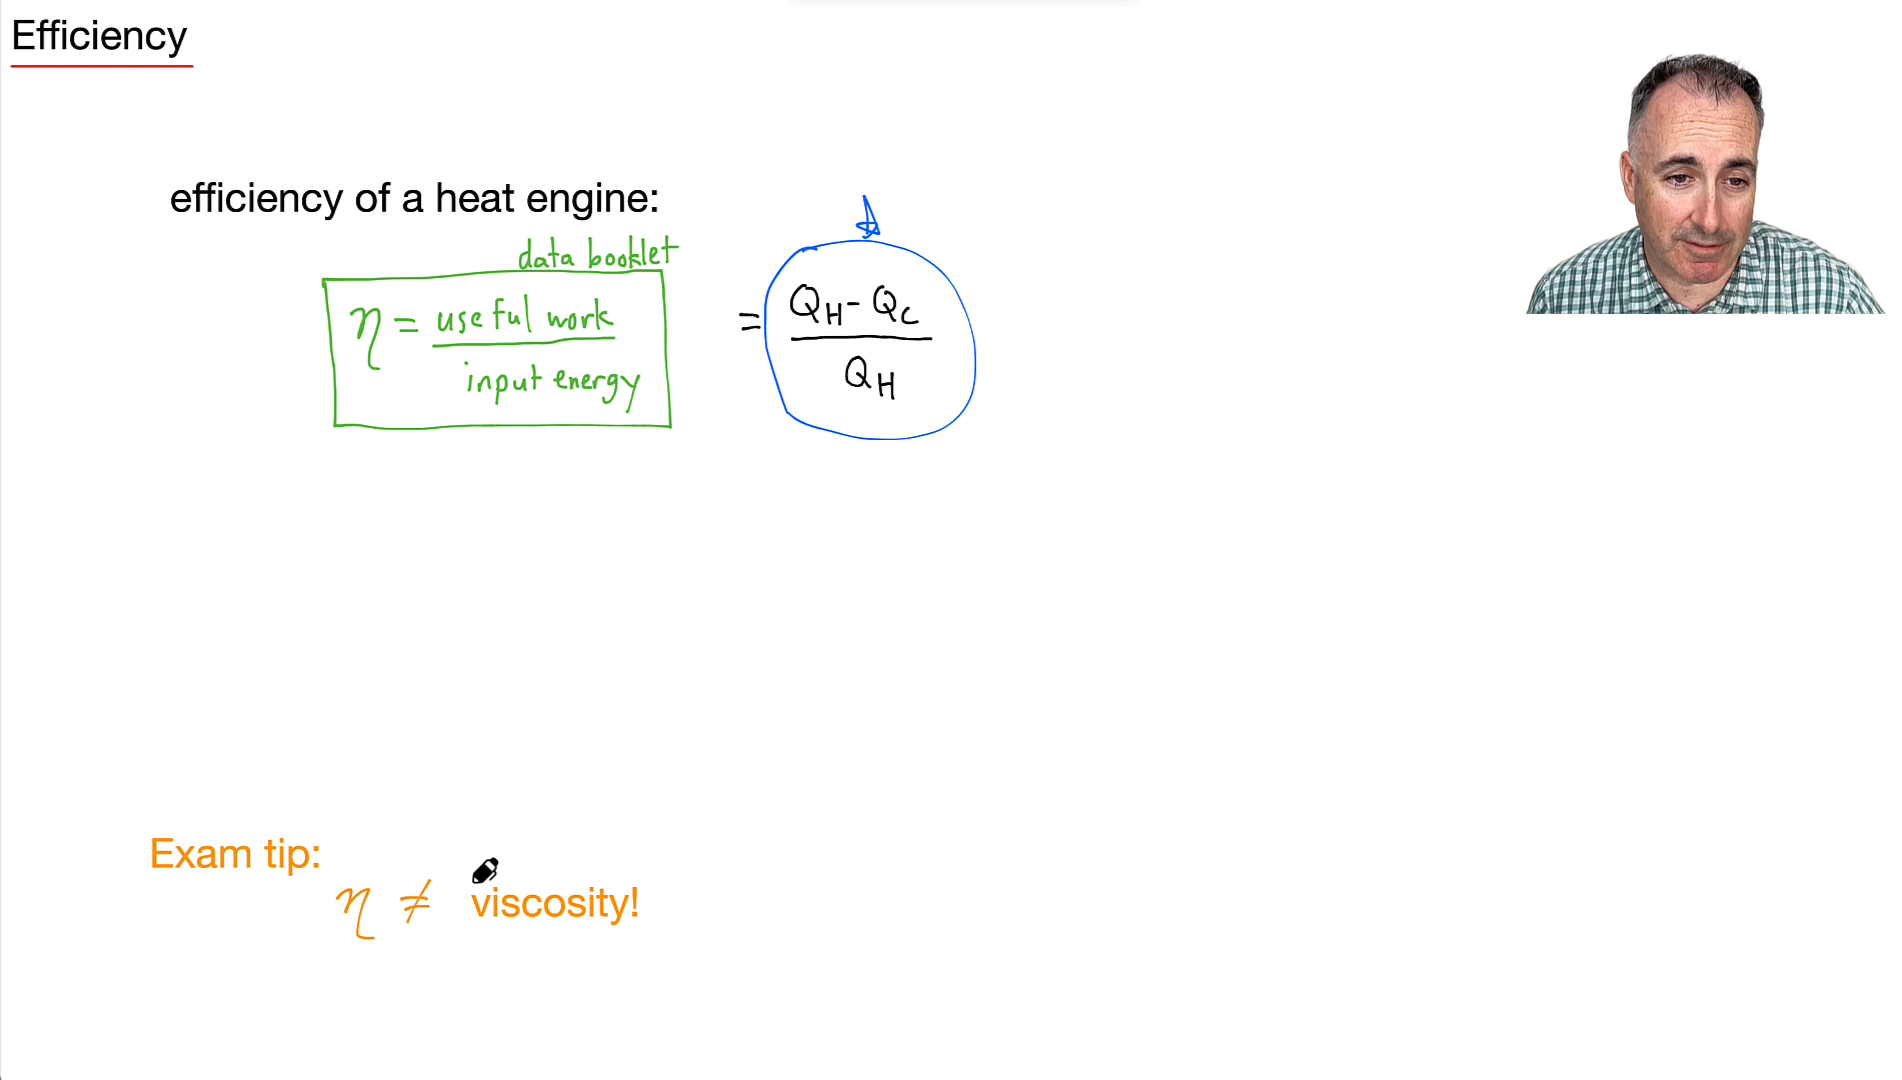 Efficiency
efficiency of a heat engine:
data booklet
η = useful work / input energy
= Q_H - Q_C / Q_H
Exam tip:
η ≠ viscosity!